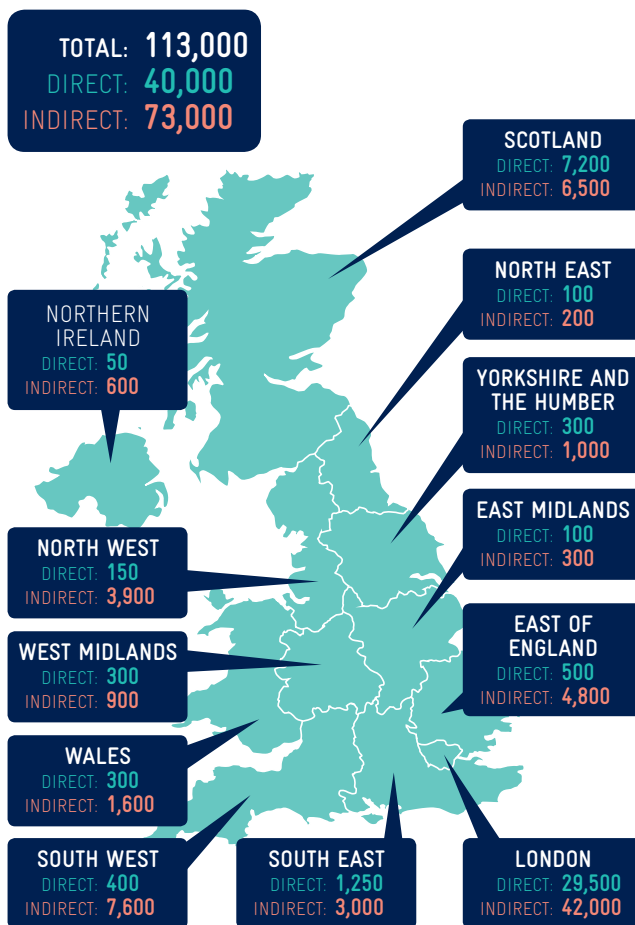 TOTAL: 113,000
DIRECT: 40,000
INDIRECT: 73,000
SCOTLAND
DIRECT: 7,200
INDIRECT: 6,500
NORTH EAST
DIRECT: 100
INDIRECT: 200
NORTHERN
IRELAND
DIRECT: 50
INDIRECT: 600
YORKSHIRE AND
THE HUMBER
DIRECT: 300
INDIRECT: 1,000
EAST MIDLANDS
DIRECT: 100
INDIRECT: 300
NORTH WEST
DIRECT: 150
INDIRECT: 3,900
EAST OF
ENGLAND
DIRECT: 500
INDIRECT: 4,800
WEST MIDLANDS
DIRECT: 300
INDIRECT: 900
WALES
DIRECT: 300
INDIRECT: 1,600
SOUTH WEST
DIRECT: 400
INDIRECT: 7,600
SOUTH EAST
DIRECT: 1,250
INDIRECT: 3,000
LONDON
DIRECT: 29,500
INDIRECT: 42,000